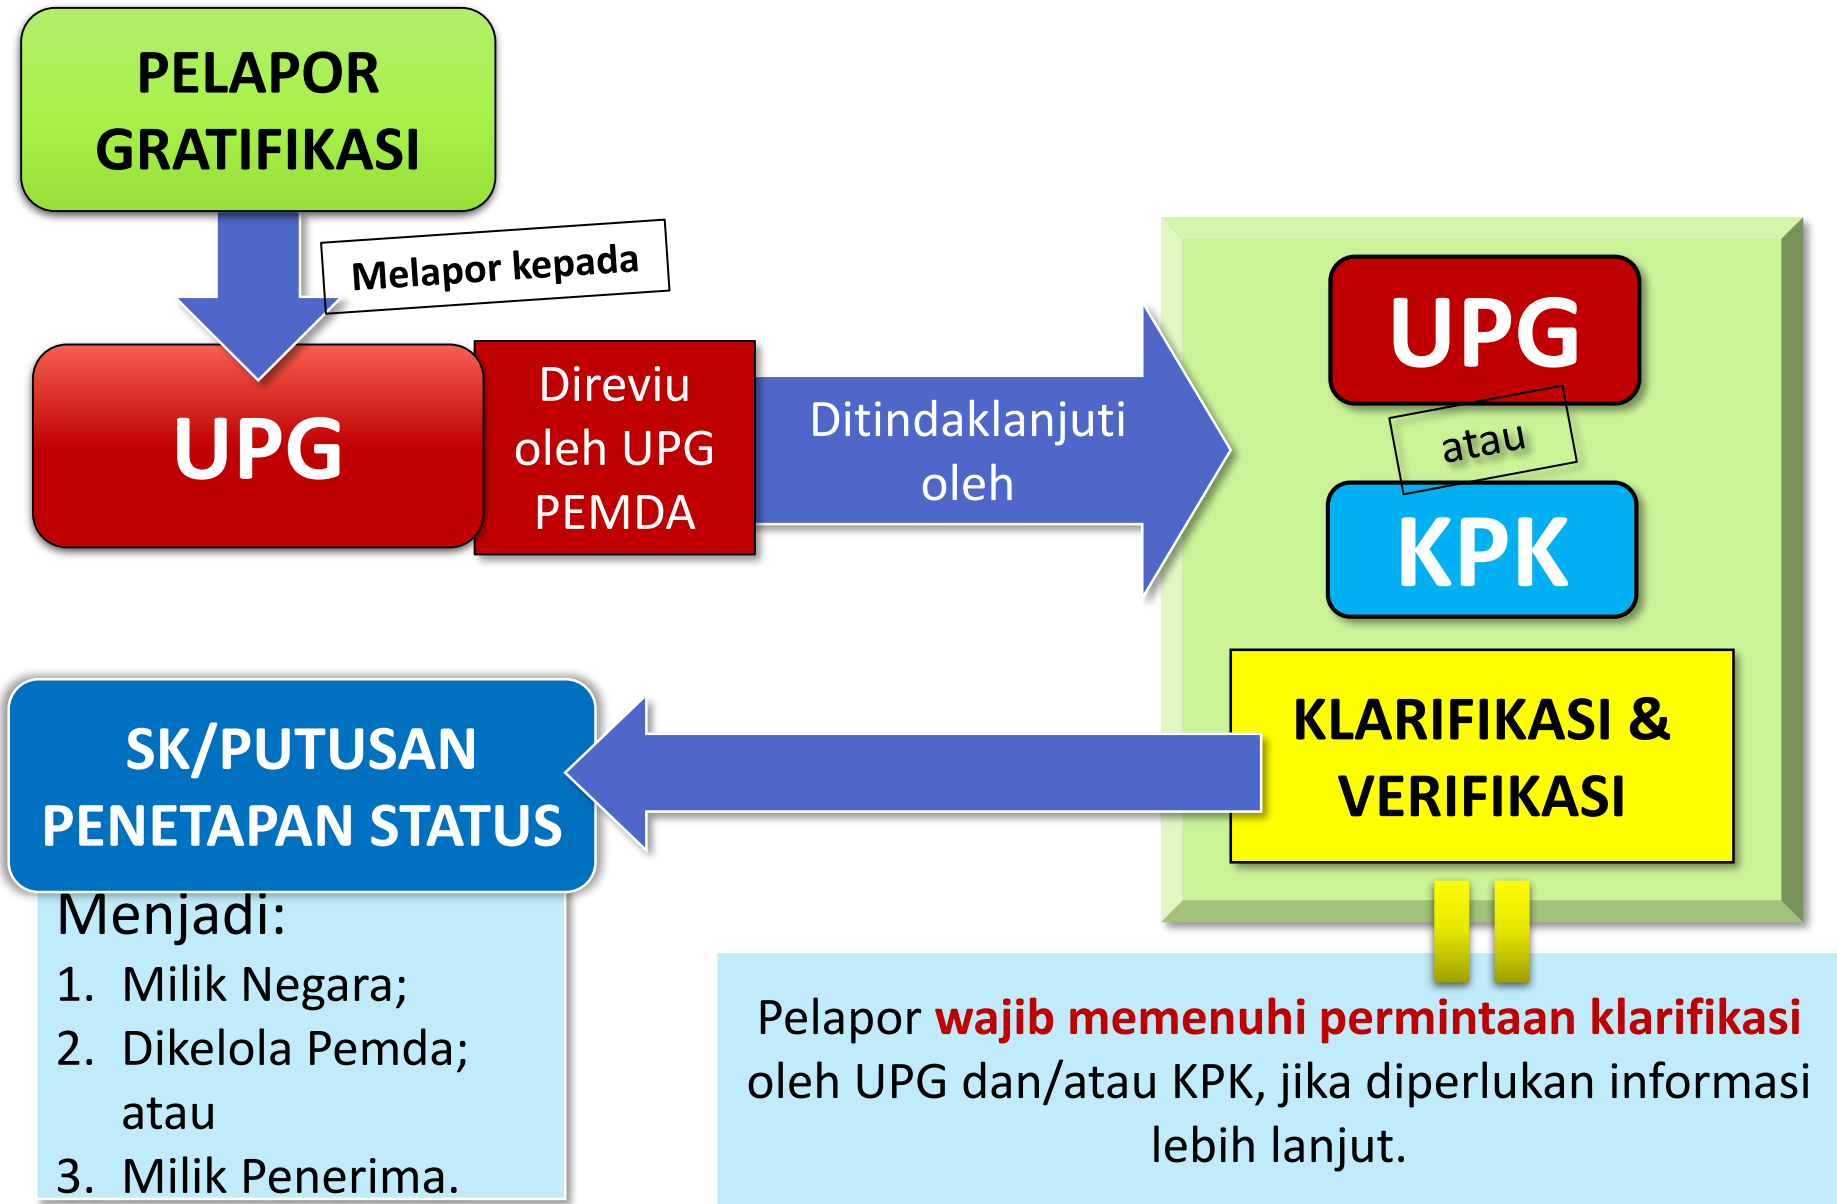 PELAPOR
GRATIFIKASI
Melapor kepada
UPG
Direviu
oleh UPG
PEMDA
Ditindaklanjuti
oleh
UPG
atau
KPK
KLARIFIKASI &
VERIFIKASI
SK/PUTUSAN
PENETAPAN STATUS
Menjadi:
1. Milik Negara;
2. Dikelola Pemda;
atau
3. Milik Penerima.
Pelapor wajib memenuhi permintaan klarifikasi
oleh UPG dan/atau KPK, jika diperlukan informasi
lebih lanjut.